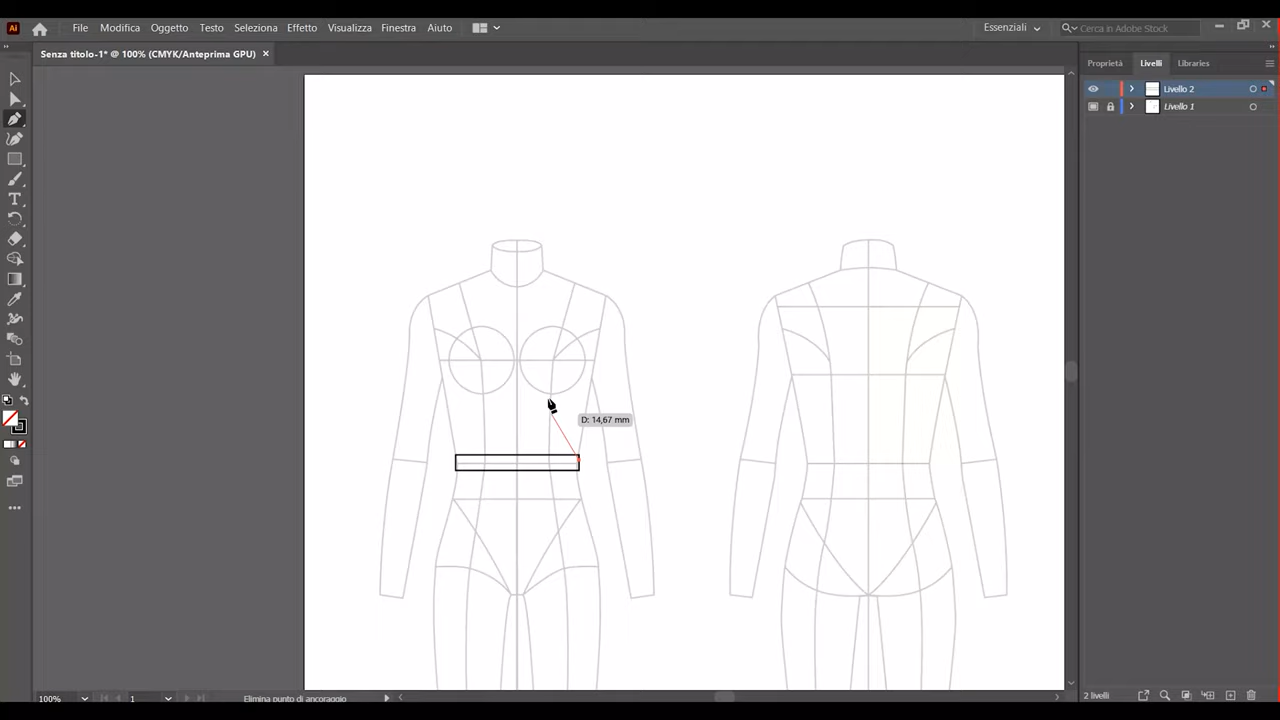 Ai File Modifica Oggetto Testo Seleziona Effetto Visualizza Finestra Aiuto Essenziali Cerca in Adobe Stock
Senza titolo-1* @ 100% (CMYK/Anteprima GPU) ×
Proprietà Livelli Libraries
Livello 2
Livello 1
D: 14,67 mm
100% 1 Elimina punto di ancoraggio 2 livelli